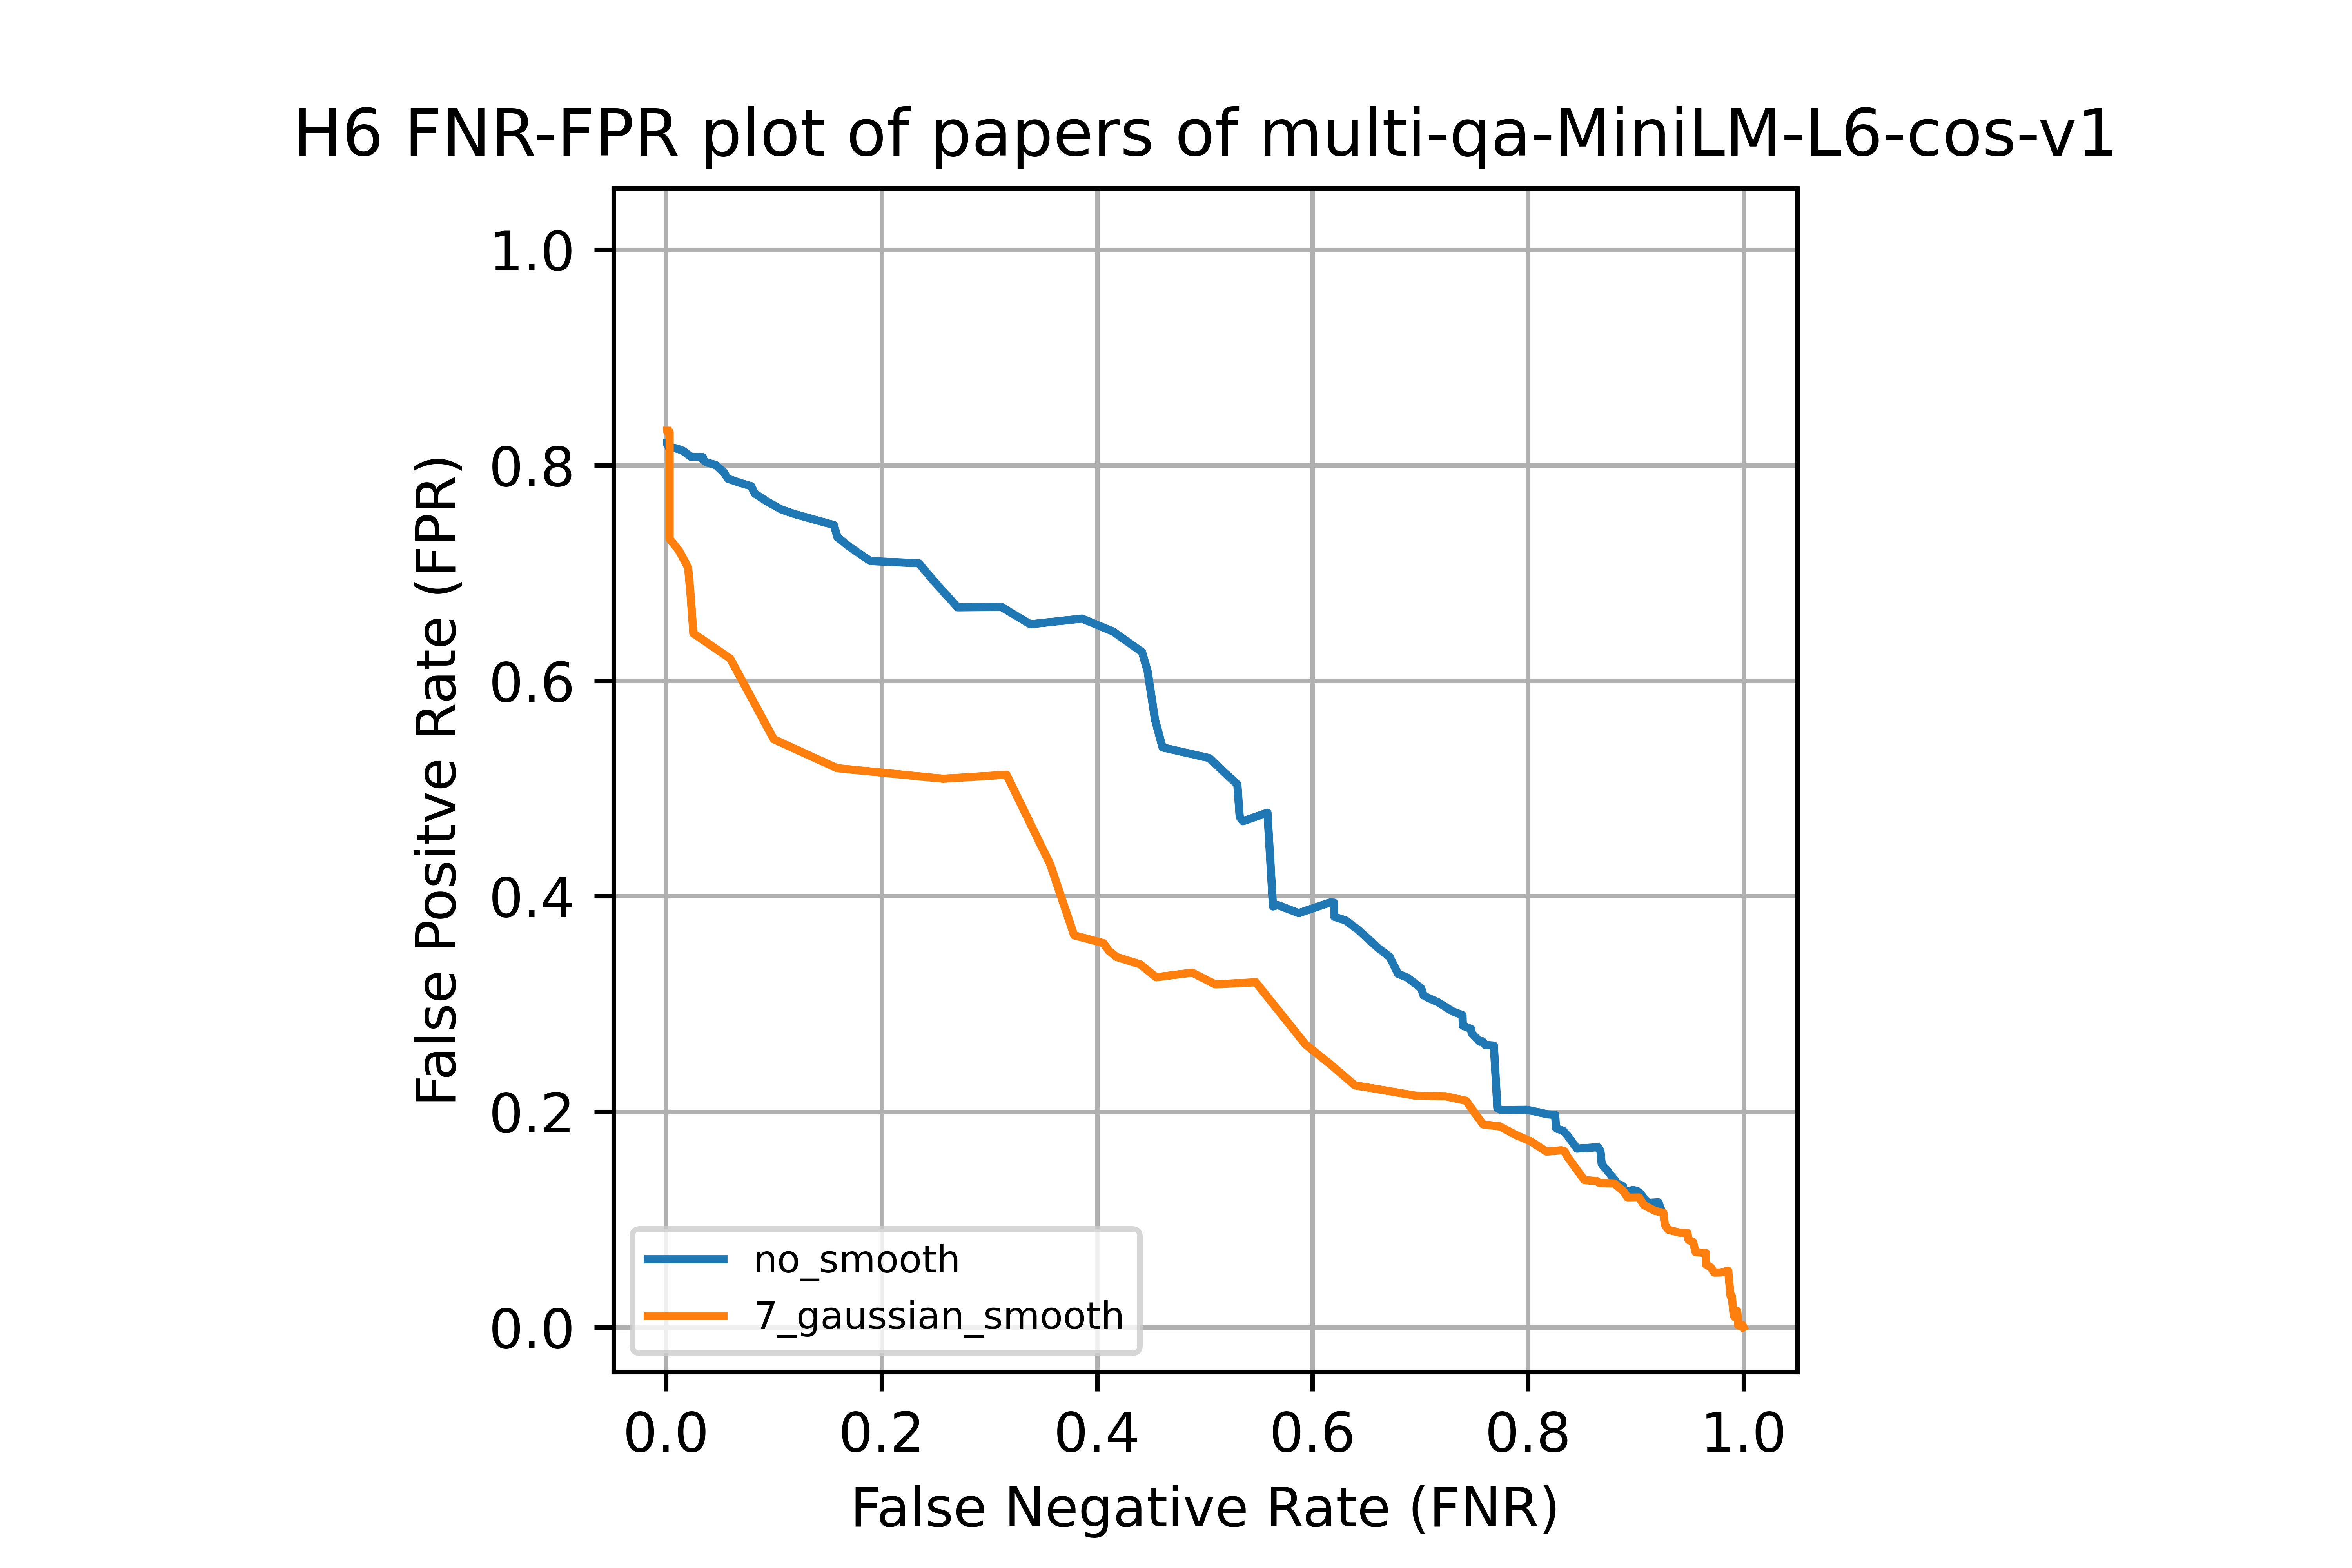 H6 FNR-FPR plot of papers of multi-qa-MiniLM-L6-cos-v1
False Positve Rate (FPR)
1.0
0.8
0.6
0.4
0.2
0.0
no_smooth
7_gaussian_smooth
0.0 0.2 0.4 0.6 0.8 1.0
False Negative Rate (FNR)